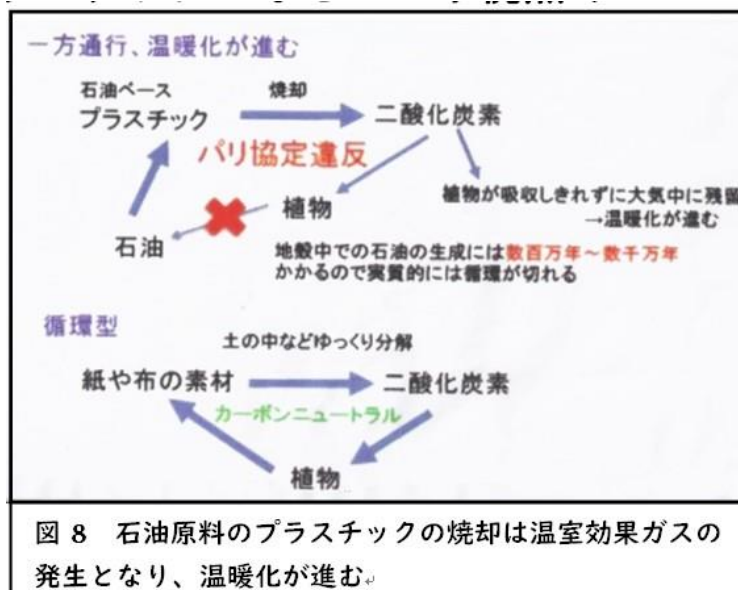 一方通行、温暖化が進む
石油ベース
プラスチック
焼却
二酸化炭素
パリ協定違反
植物
石油
植物が吸収しきれずに大気中に残留
→温暖化が進む
地殻中での石油の生成には数百万年～数千万年
かかるので実質的には循環が切れる
循環型
土の中などゆっくり分解
紙や布の素材
二酸化炭素
カーボンニュートラル
植物
図 8 石油原料のプラスチックの焼却は温室効果ガスの
発生となり、温暖化が進む